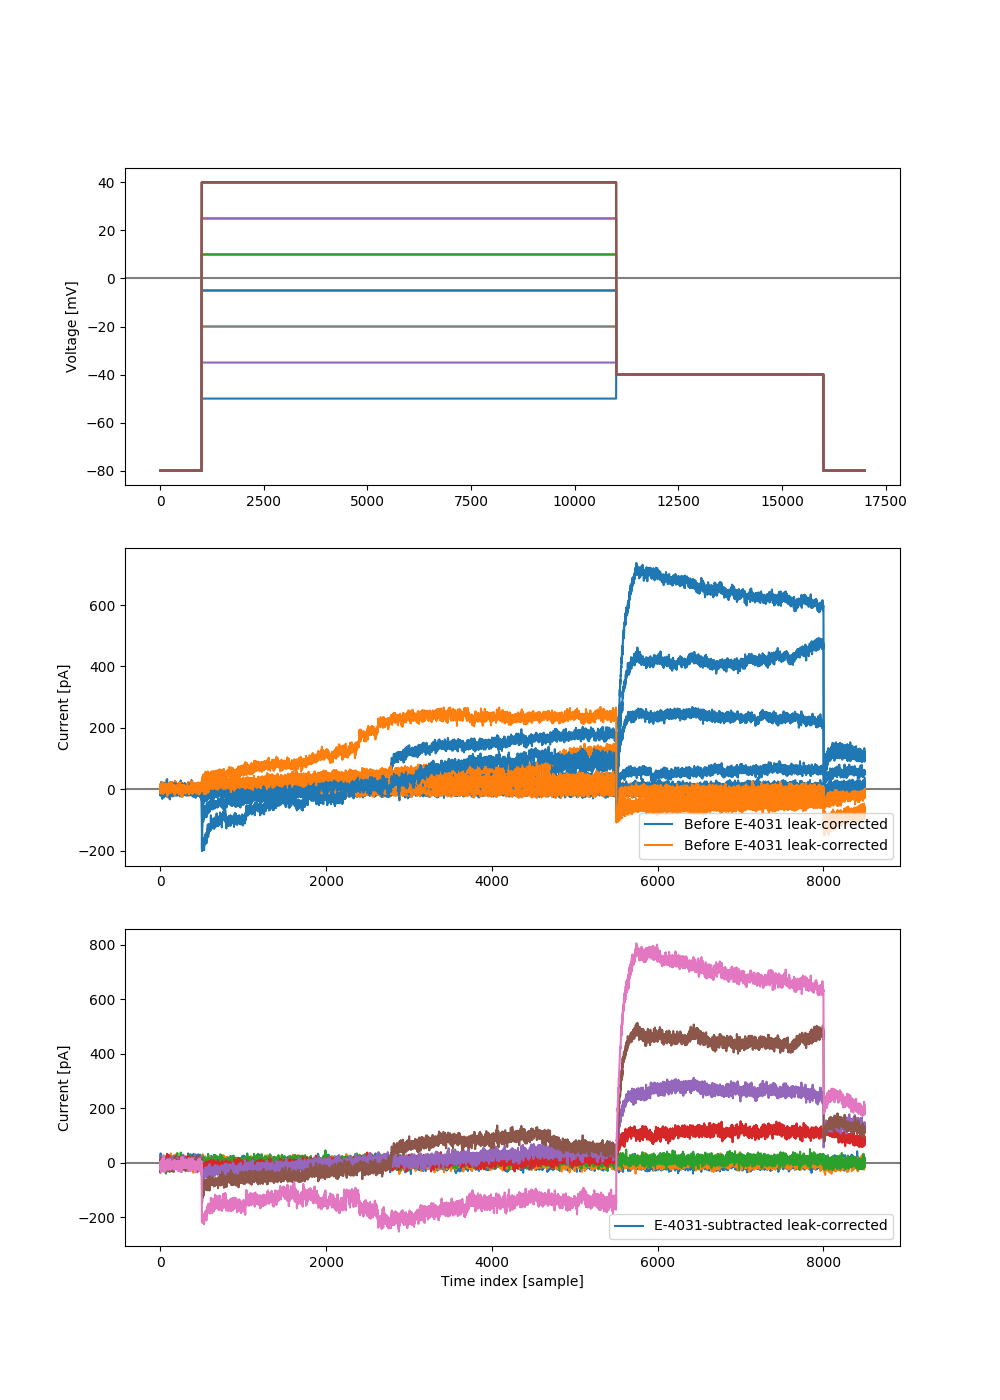 40
20
0
−20
−40
−60
−80
Voltage [mV]
0 2500 5000 7500 10000 12500 15000 17500
600
400
200
0
−200
Current [pA]
Before E-4031 leak-corrected
Before E-4031 leak-corrected
0 2000 4000 6000 8000
800
600
400
200
0
−200
Current [pA]
E-4031-subtracted leak-corrected
0 2000 4000 6000 8000
Time index [sample]